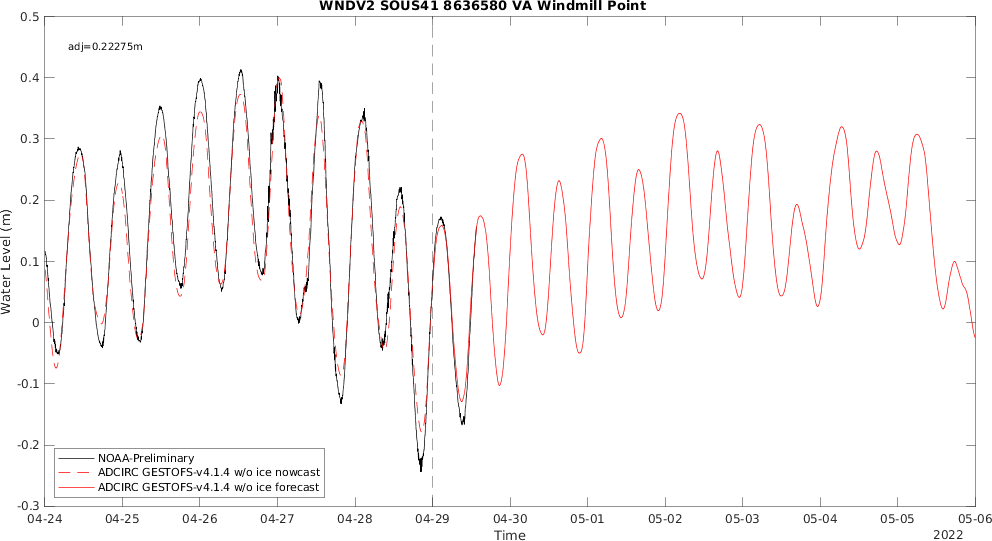 WNDV2 SOUS41 8636580 VA Windmill Point
adj=0.22275m
0.5
0.4
0.3
0.2
0.1
0
-0.1
-0.2
-0.3
Water Level (m)
NOAA-Preliminary
ADCIRC GESTOFS-v4.1.4 w/o ice nowcast
ADCIRC GESTOFS-v4.1.4 w/o ice forecast
04-24 04-25 04-26 04-27 04-28 04-29 04-30 05-01 05-02 05-03 05-04 05-05 05-06
Time
2022